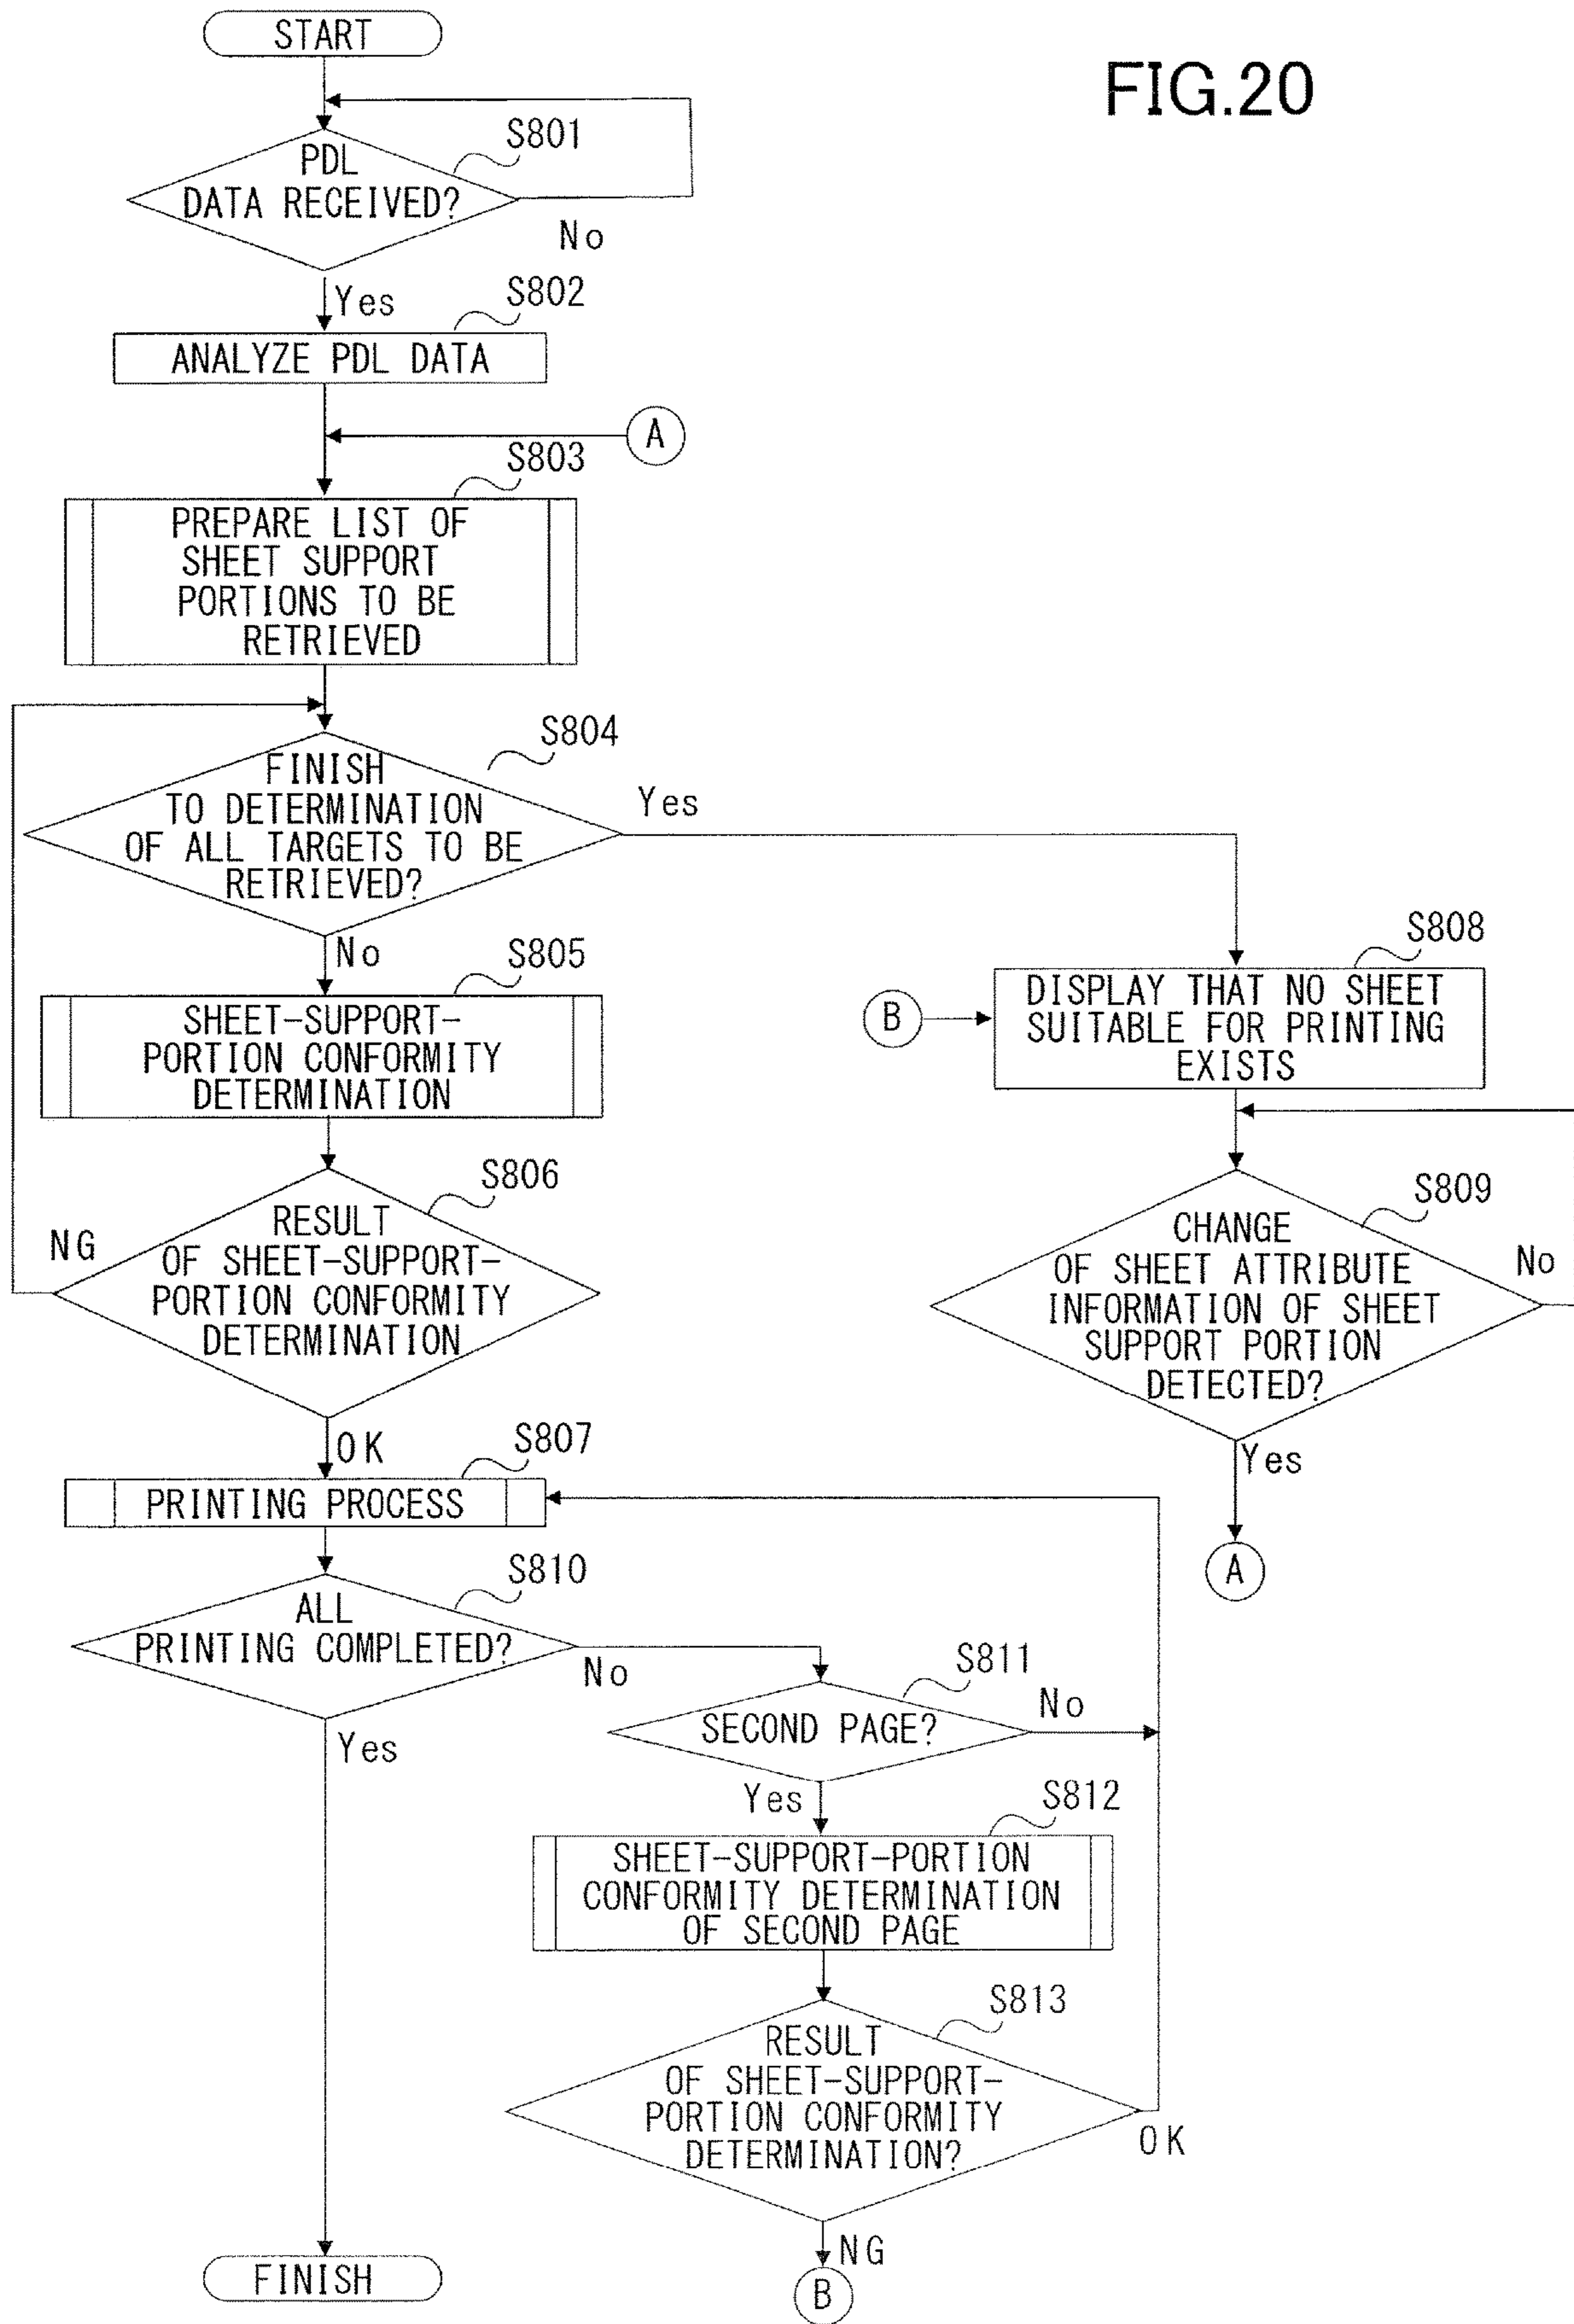 START
FIG.20
S801
PDL
DATA RECEIVED?
No
Yes
S802
ANALYZE PDL DATA
A
S803
PREPARE LIST OF
SHEET SUPPORT
PORTIONS TO BE
RETRIEVED
S804
FINISH
TO DETERMINATION
OF ALL TARGETS TO BE
RETRIEVED?
Yes
No
S805
SHEET-SUPPORT-
PORTION CONFORMITY
DETERMINATION
S808
B
DISPLAY THAT NO SHEET
SUITABLE FOR PRINTING
EXISTS
S806
NG
RESULT
OF SHEET-SUPPORT-
PORTION CONFORMITY
DETERMINATION
S809
CHANGE
OF SHEET ATTRIBUTE
INFORMATION OF SHEET
SUPPORT PORTION
DETECTED?
No
Yes
A
OK
S807
PRINTING PROCESS
S810
ALL
PRINTING COMPLETED?
No
Yes
S811
SECOND PAGE?
No
Yes
S812
SHEET-SUPPORT-PORTION
CONFORMITY DETERMINATION
OF SECOND PAGE
S813
RESULT
OF SHEET-SUPPORT-
PORTION CONFORMITY
DETERMINATION?
OK
NG
B
FINISH